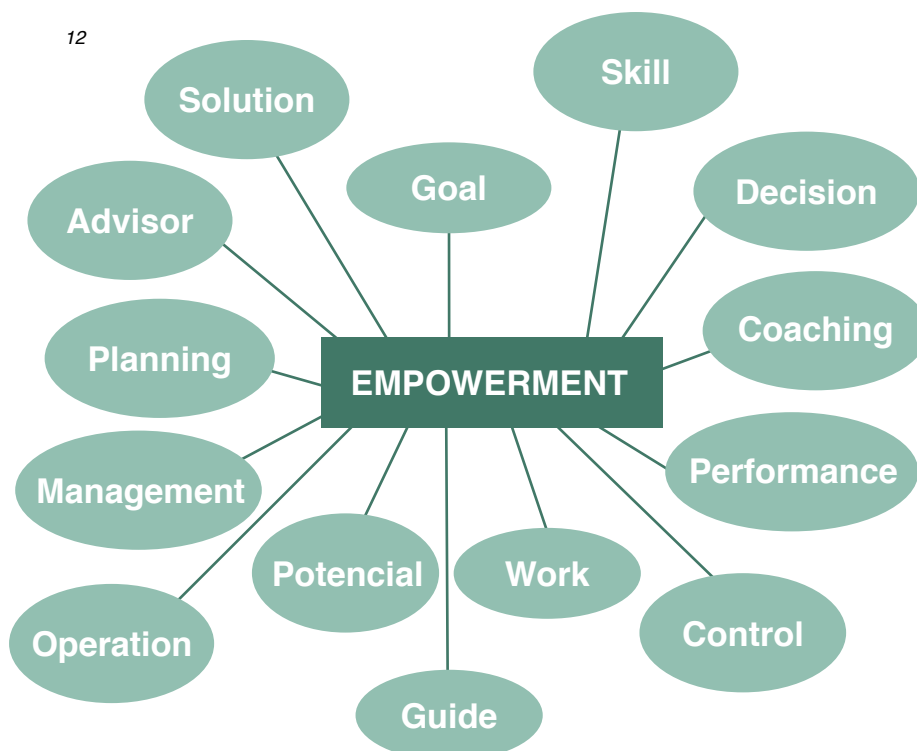 12
Skill
Solution
Goal
Decision
Advisor
Coaching
Planning
EMPOWERMENT
Performance
Management
Potencial
Work
Control
Operation
Guide